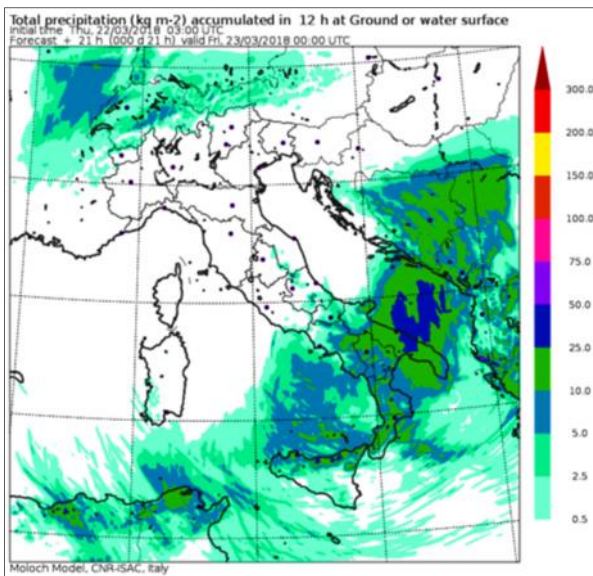 Total precipitation (kg m-2) accumulated in 12 h at Ground or water surface
Initial time Thu, 22/03/2018 03:00 UTC
Forecast + 21 h (000 d 21 h) valid Fri, 23/03/2018 00:00 UTC
300.0
200.0
150.0
100.0
75.0
50.0
25.0
10.0
5.0
2.5
0.5
Moloch Model, CNR-ISAC, Italy